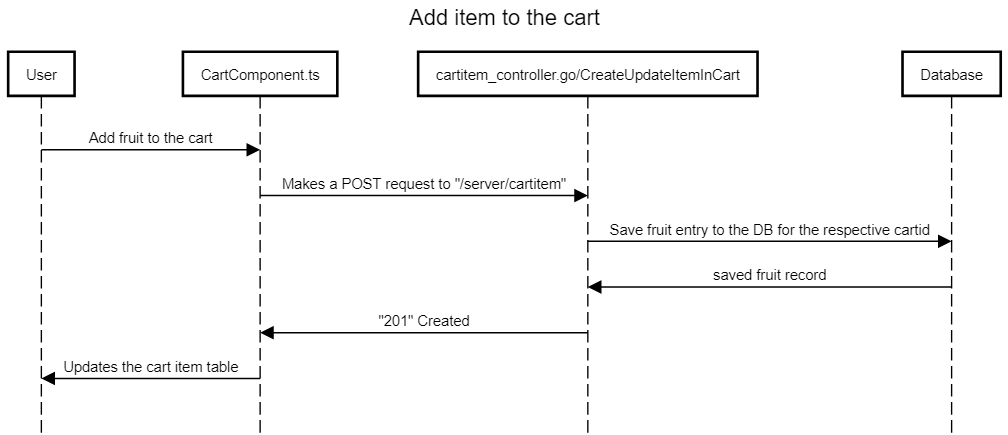 Add item to the cart
User
CartComponent.ts
cartitem_controller.go/CreateUpdateItemInCart
Database
Add fruit to the cart
Makes a POST request to "/server/cartitem"
Save fruit entry to the DB for the respective cartid
saved fruit record
"201" Created
Updates the cart item table